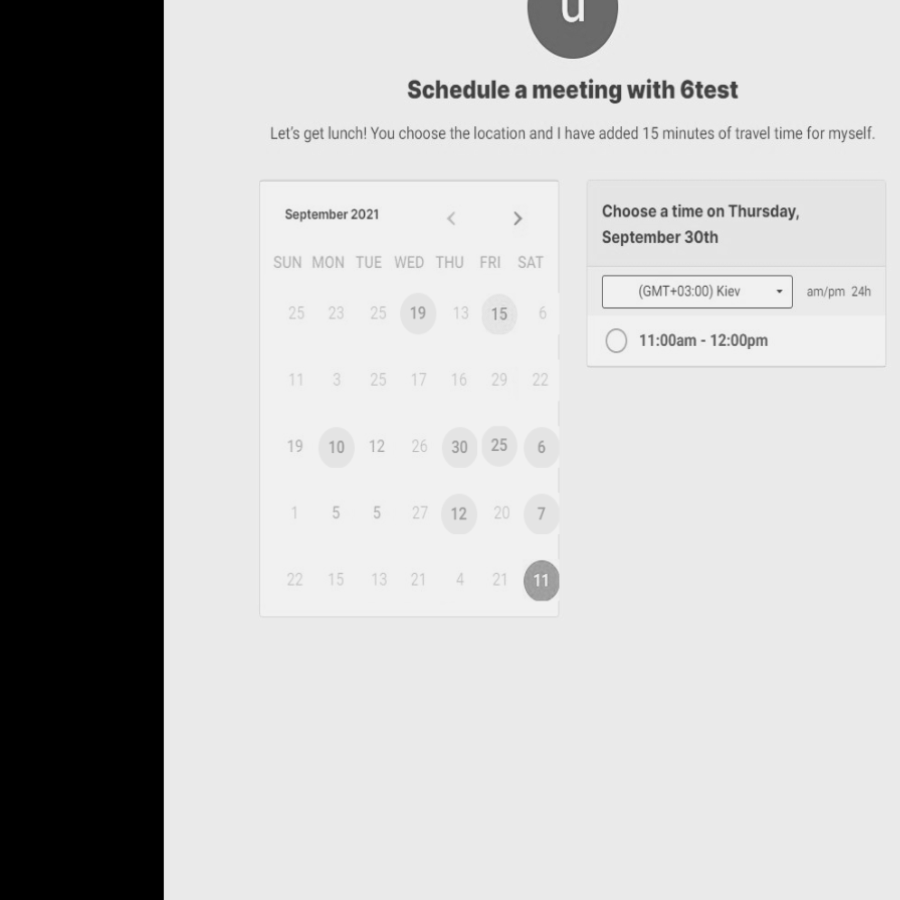 u
Schedule a meeting with 6test
Let's get lunch! You choose the location and I have added 15 minutes of travel time for myself.
September 2021
SUN MON TUE WED THU FRI SAT
25 23 25 19 13 15 6
11 3 25 17 16 29 22
19 10 12 26 30 25 6
1 5 5 27 12 20 7
22 15 13 21 4 21 11
Choose a time on Thursday,
September 30th
(GMT+03:00) Kiev am/pm 24h
11:00am - 12:00pm